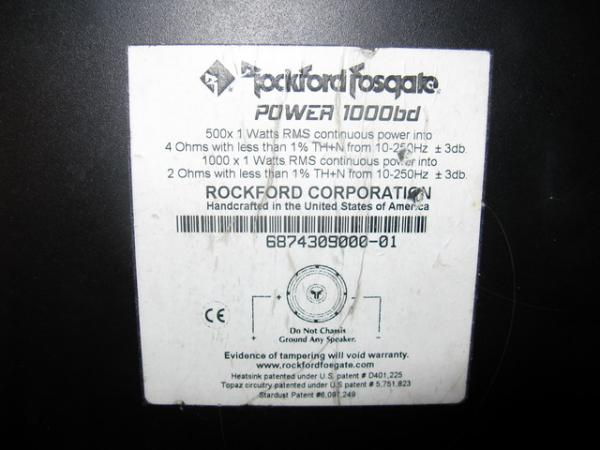 Rockford Fosgate
POWER 1000bd
500x 1 Watts RMS continuous power into
4 Ohms with less than 1% TH+N from 10-250Hz ± 3db.
1000 x 1 Watts RMS continuous power into
2 Ohms with less than 1% TH+N from 10-250Hz ± 3db.
ROCKFORD CORPORATION
Handcrafted in the United States of America
6874309000-01
CE
- +
+ -
Do Not Chassis
Ground Any Speaker.
Evidence of tampering will void warranty.
www.rockfordfosgate.com
Heatsink patented under U.S. patent # D401,225
Topaz circuitry patented under U.S. patent # 5,751,823
Stardust Patent #6,097,249